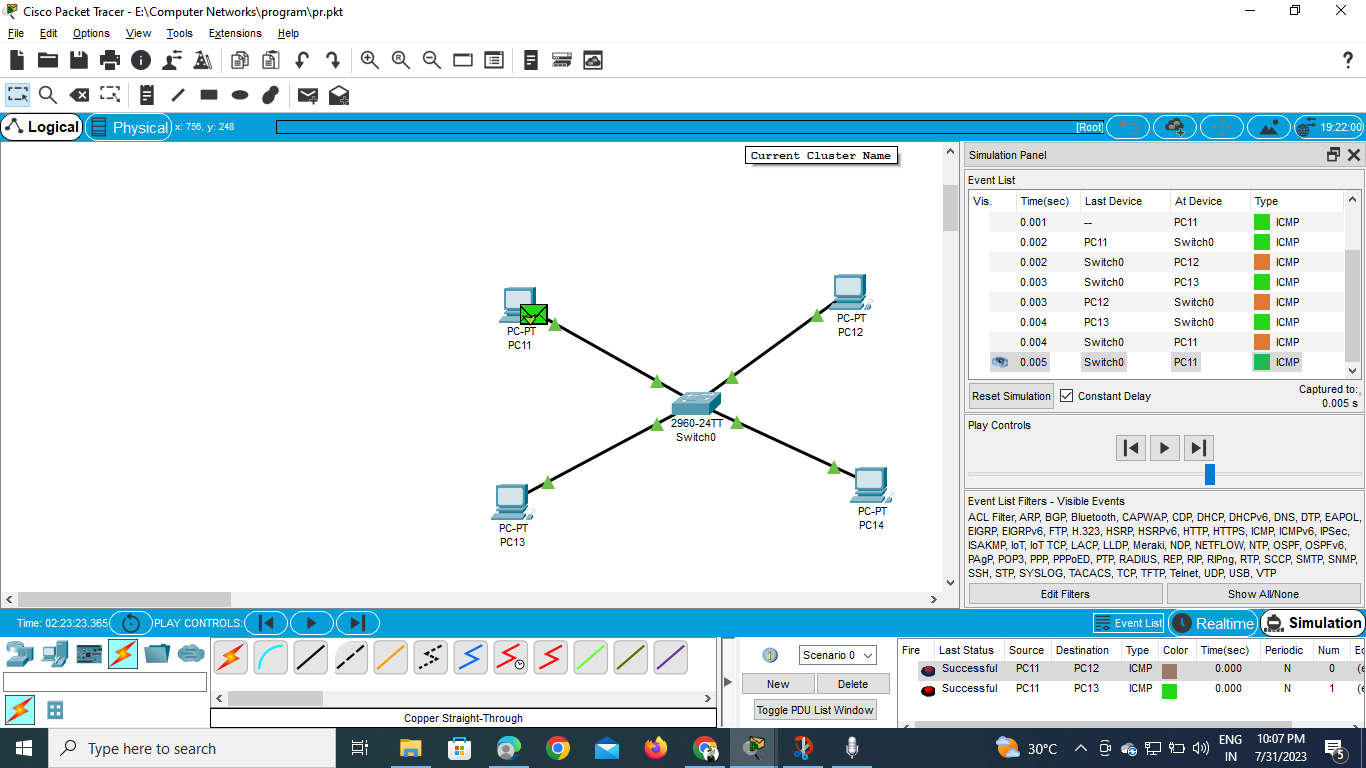 Cisco Packet Tracer - E:\Computer Networks\program\pr.pkt
File Edit Options View Tools Extensions Help
?
Logical Physical x: 756, y: 248 [Root] 19:22:00
Current Cluster Name
PC-PT
PC11
PC-PT
PC12
2960-24TT
Switch0
PC-PT
PC13
PC-PT
PC14
Simulation Panel
Event List
Vis. Time(sec) Last Device At Device Type
0.001 -- PC11 ICMP
0.002 PC11 Switch0 ICMP
0.002 Switch0 PC12 ICMP
0.003 Switch0 PC13 ICMP
0.003 PC12 Switch0 ICMP
0.004 PC13 Switch0 ICMP
0.004 Switch0 PC11 ICMP
0.005 Switch0 PC11 ICMP
Reset Simulation Constant Delay Captured to:
0.005 s
Play Controls
Event List Filters - Visible Events
ACL Filter, ARP, BGP, Bluetooth, CAPWAP, CDP, DHCP, DHCPv6, DNS, DTP, EAPOL,
EIGRP, EIGRPv6, FTP, H.323, HSRP, HSRPv6, HTTP, HTTPS, ICMP, ICMPv6, IPSec,
ISAKMP, IoT, IoT TCP, LACP, LLDP, Meraki, NDP, NETFLOW, NTP, OSPF, OSPFv6,
PAgP, POP3, PPP, PPPoED, PTP, RADIUS, REP, RIP, RIPng, RTP, SCCP, SMTP, SNMP,
SSH, STP, SYSLOG, TACACS, TCP, TFTP, Telnet, UDP, USB, VTP
Edit Filters Show All/None
Time: 02:23:23.365 PLAY CONTROLS: Event List Realtime Simulation
Copper Straight-Through
Scenario 0
New Delete
Toggle PDU List Window
Fire Last Status Source Destination Type Color Time(sec) Periodic Num Ed
Successful PC11 PC12 ICMP 0.000 N 0 (e
Successful PC11 PC13 ICMP 0.000 N 1 (e
Type here to search
30°C
ENG
IN
10:07 PM
7/31/2023
5